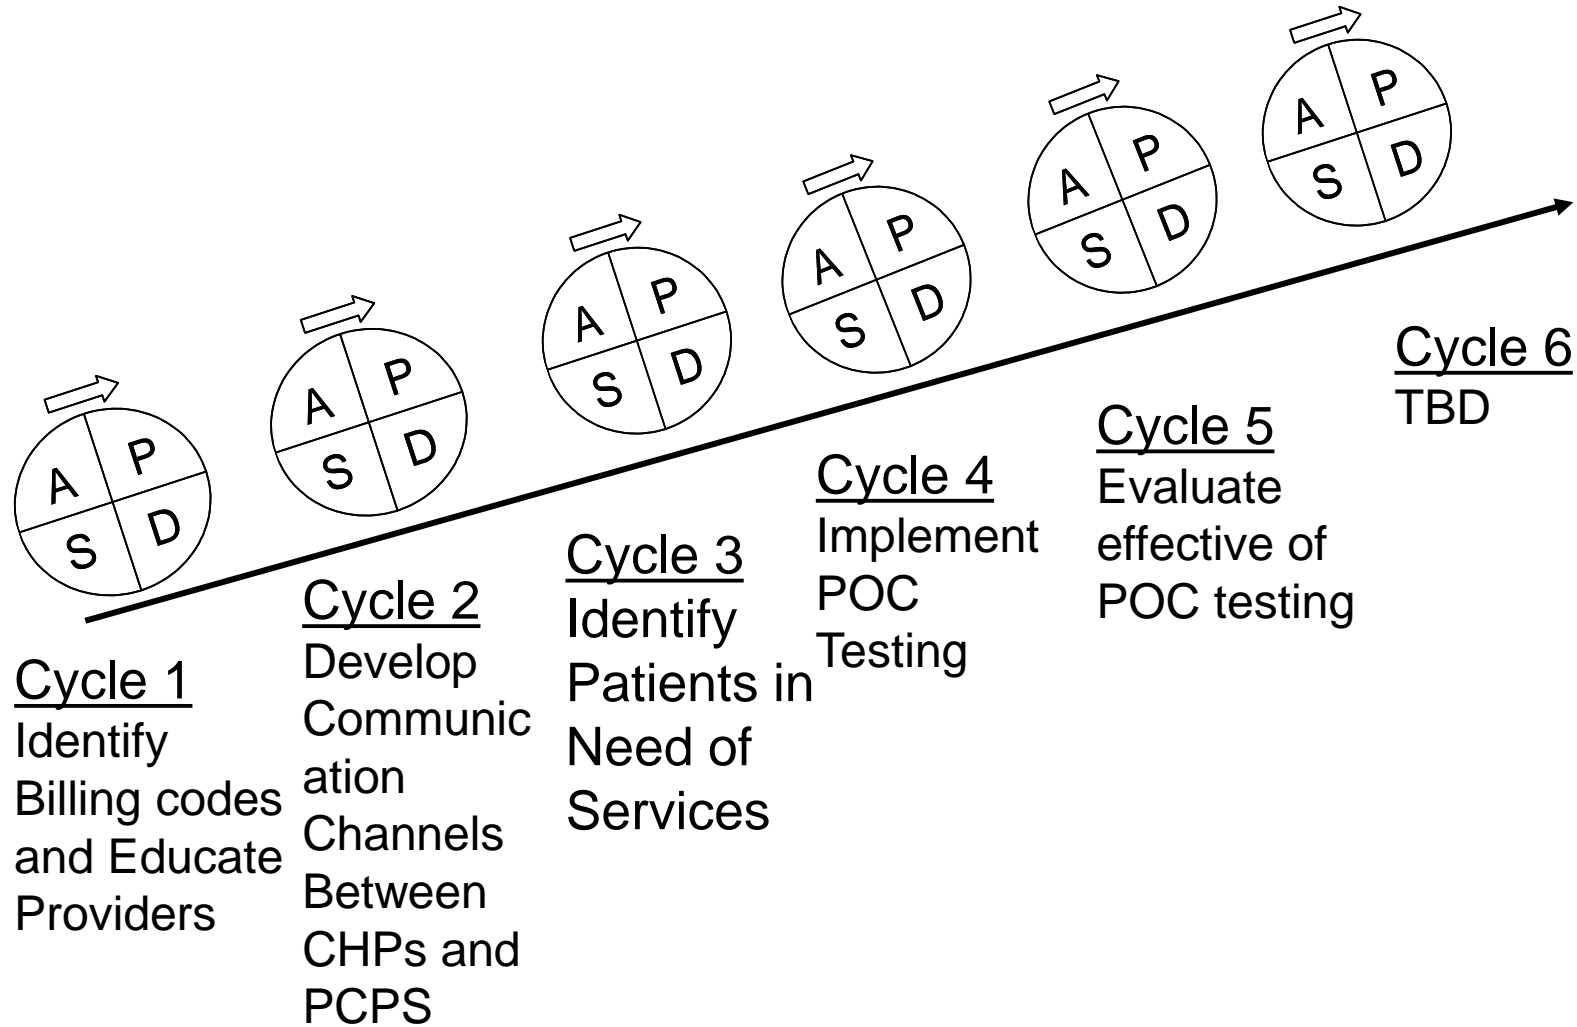 A P
S D
A P
S D
A P
S D
A P
S D
A P
S D
A P
S D
Cycle 1
Identify
Billing codes
and Educate
Providers
Cycle 2
Develop
Communic
ation
Channels
Between
CHPs and
PCPS
Cycle 3
Identify
Patients in
Need of
Services
Cycle 4
Implement
POC
Testing
Cycle 5
Evaluate
effective of
POC testing
Cycle 6
TBD